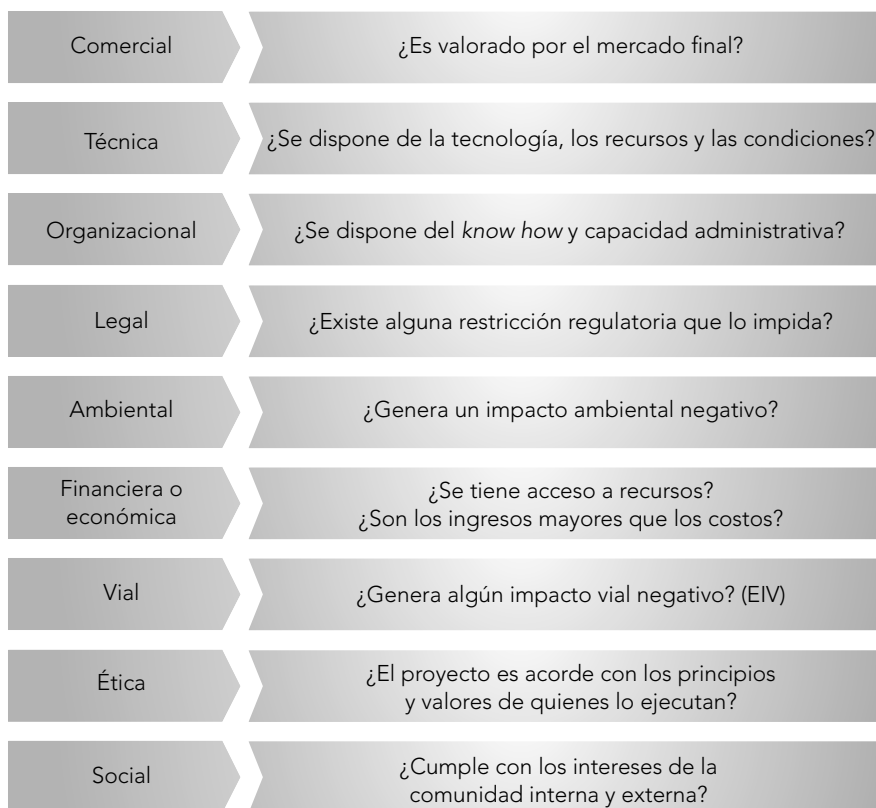 Comercial
¿Es valorado por el mercado final?
Técnica
¿Se dispone de la tecnología, los recursos y las condiciones?
Organizacional
¿Se dispone del know how y capacidad administrativa?
Legal
¿Existe alguna restricción regulatoria que lo impida?
Ambiental
¿Genera un impacto ambiental negativo?
Financiera o
económica
¿Se tiene acceso a recursos?
¿Son los ingresos mayores que los costos?
Vial
¿Genera algún impacto vial negativo? (EIV)
Ética
¿El proyecto es acorde con los principios
y valores de quienes lo ejecutan?
Social
¿Cumple con los intereses de la
comunidad interna y externa?